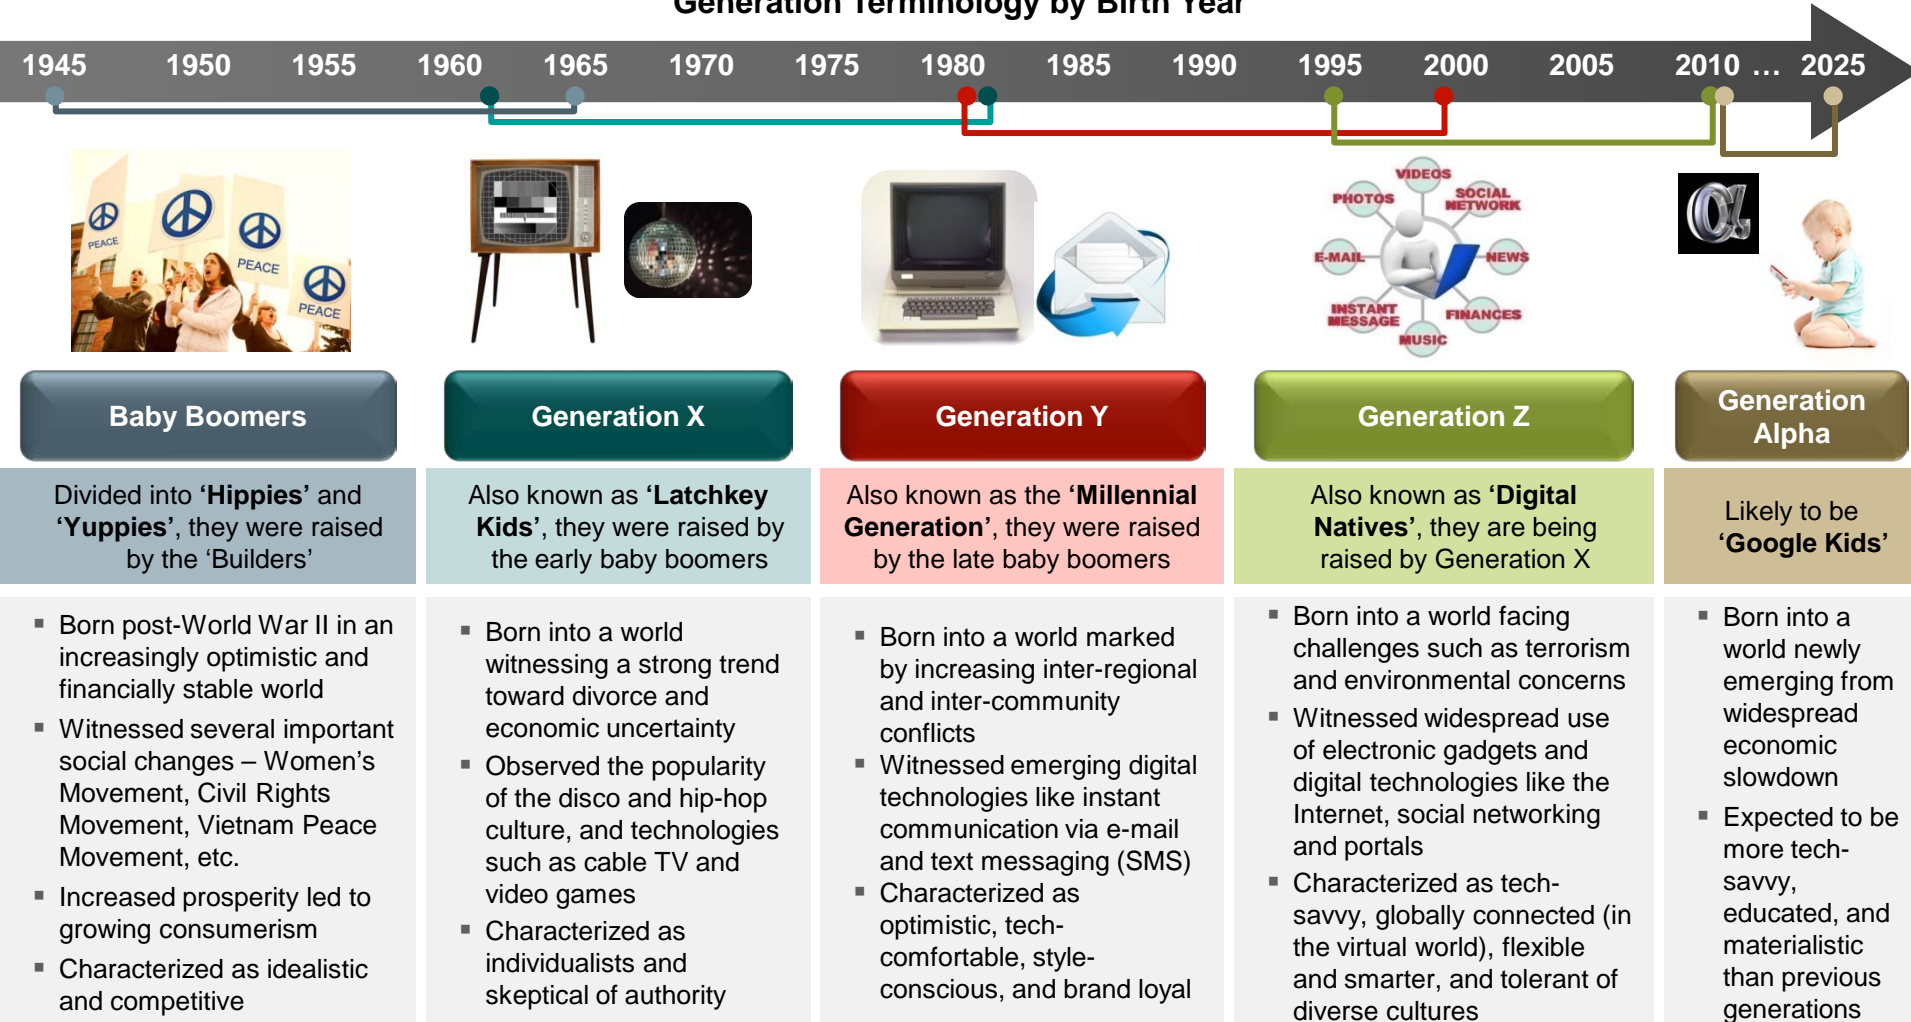 Generation Terminology by Birth Year
1945 1950 1955 1960 1965 1970 1975 1980 1985 1990 1995 2000 2005 2010 ... 2025
PEACE
PEACE
PEACE
VIDEOS
PHOTOS
SOCIAL
NETWORK
E-MAIL
NEWS
INSTANT
MESSAGE
FINANCES
MUSIC
Baby Boomers
Divided into ‘Hippies’ and
‘Yuppies’, they were raised
by the ‘Builders’
▪ Born post-World War II in an
increasingly optimistic and
financially stable world
▪ Witnessed several important
social changes – Women’s
Movement, Civil Rights
Movement, Vietnam Peace
Movement, etc.
▪ Increased prosperity led to
growing consumerism
▪ Characterized as idealistic
and competitive
Generation X
Also known as ‘Latchkey
Kids’, they were raised by
the early baby boomers
▪ Born into a world
witnessing a strong trend
toward divorce and
economic uncertainty
▪ Observed the popularity
of the disco and hip-hop
culture, and technologies
such as cable TV and
video games
▪ Characterized as
individualists and
skeptical of authority
Generation Y
Also known as the ‘Millennial
Generation’, they were raised
by the late baby boomers
▪ Born into a world marked
by increasing inter-regional
and inter-community
conflicts
▪ Witnessed emerging digital
technologies like instant
communication via e-mail
and text messaging (SMS)
▪ Characterized as
optimistic, tech-
comfortable, style-
conscious, and brand loyal
Generation Z
Also known as ‘Digital
Natives’, they are being
raised by Generation X
▪ Born into a world facing
challenges such as terrorism
and environmental concerns
▪ Witnessed widespread use
of electronic gadgets and
digital technologies like the
Internet, social networking
and portals
▪ Characterized as tech-
savvy, globally connected (in
the virtual world), flexible
and smarter, and tolerant of
diverse cultures
Generation
Alpha
Likely to be
‘Google Kids’
▪ Born into a
world newly
emerging from
widespread
economic
slowdown
▪ Expected to be
more tech-
savvy,
educated, and
materialistic
than previous
generations